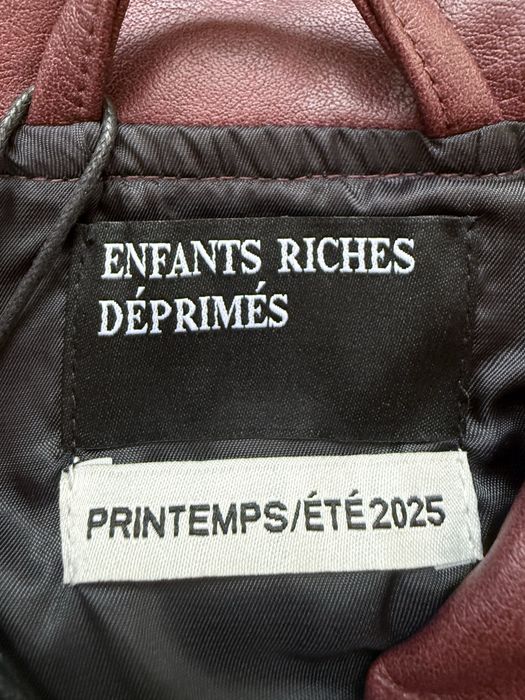 ENFANTS RICHES
DÉPRIMÉS
PRINTEMPS/ÉTÉ 2025